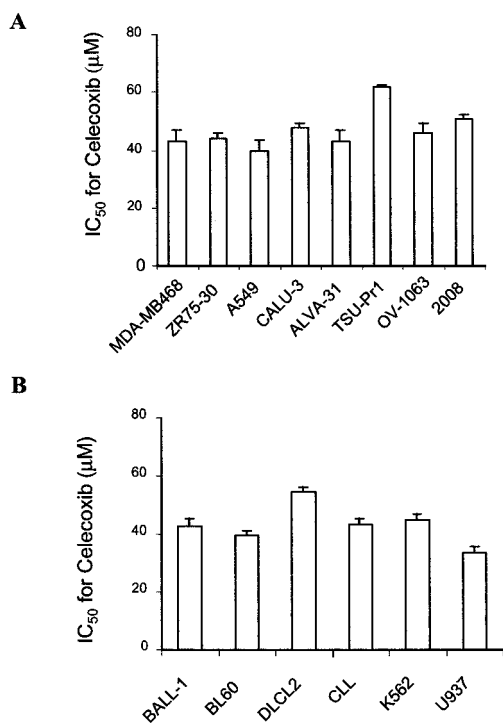 A
IC50 for Celecoxib (µM)
80
60
40
20
0
MDA-MB468
ZR75-30
A549
CALU-3
ALVA-31
TSU-Pr1
OV-1063
2008
B
IC50 for Celecoxib (µM)
80
60
40
20
0
BALL-1
BL60
DLCL2
CLL
K562
U937